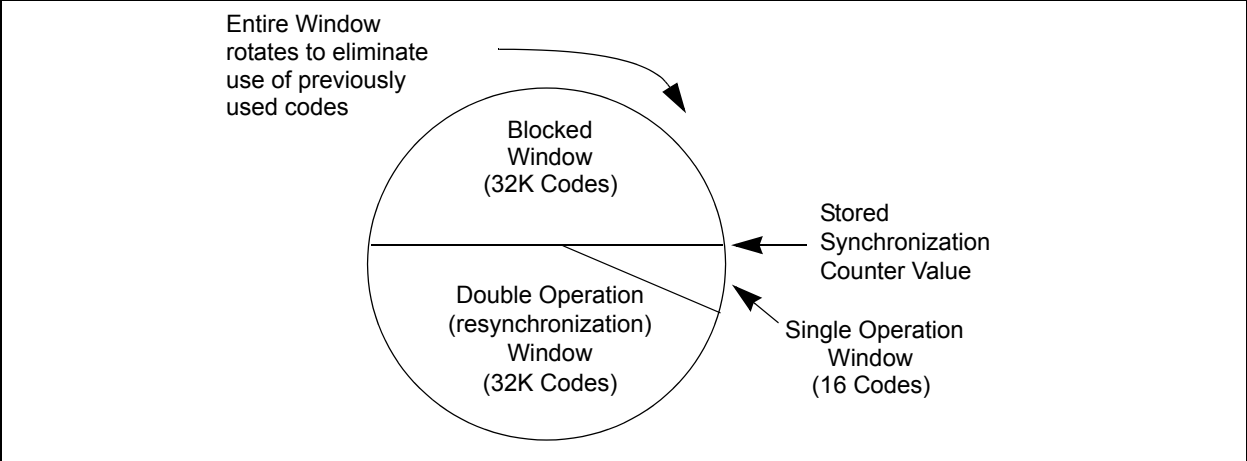 Entire Window
rotates to eliminate
use of previously
used codes
Blocked
Window
(32K Codes)
Stored
Synchronization
Counter Value
Double Operation
(resynchronization)
Window
(32K Codes)
Single Operation
Window
(16 Codes)